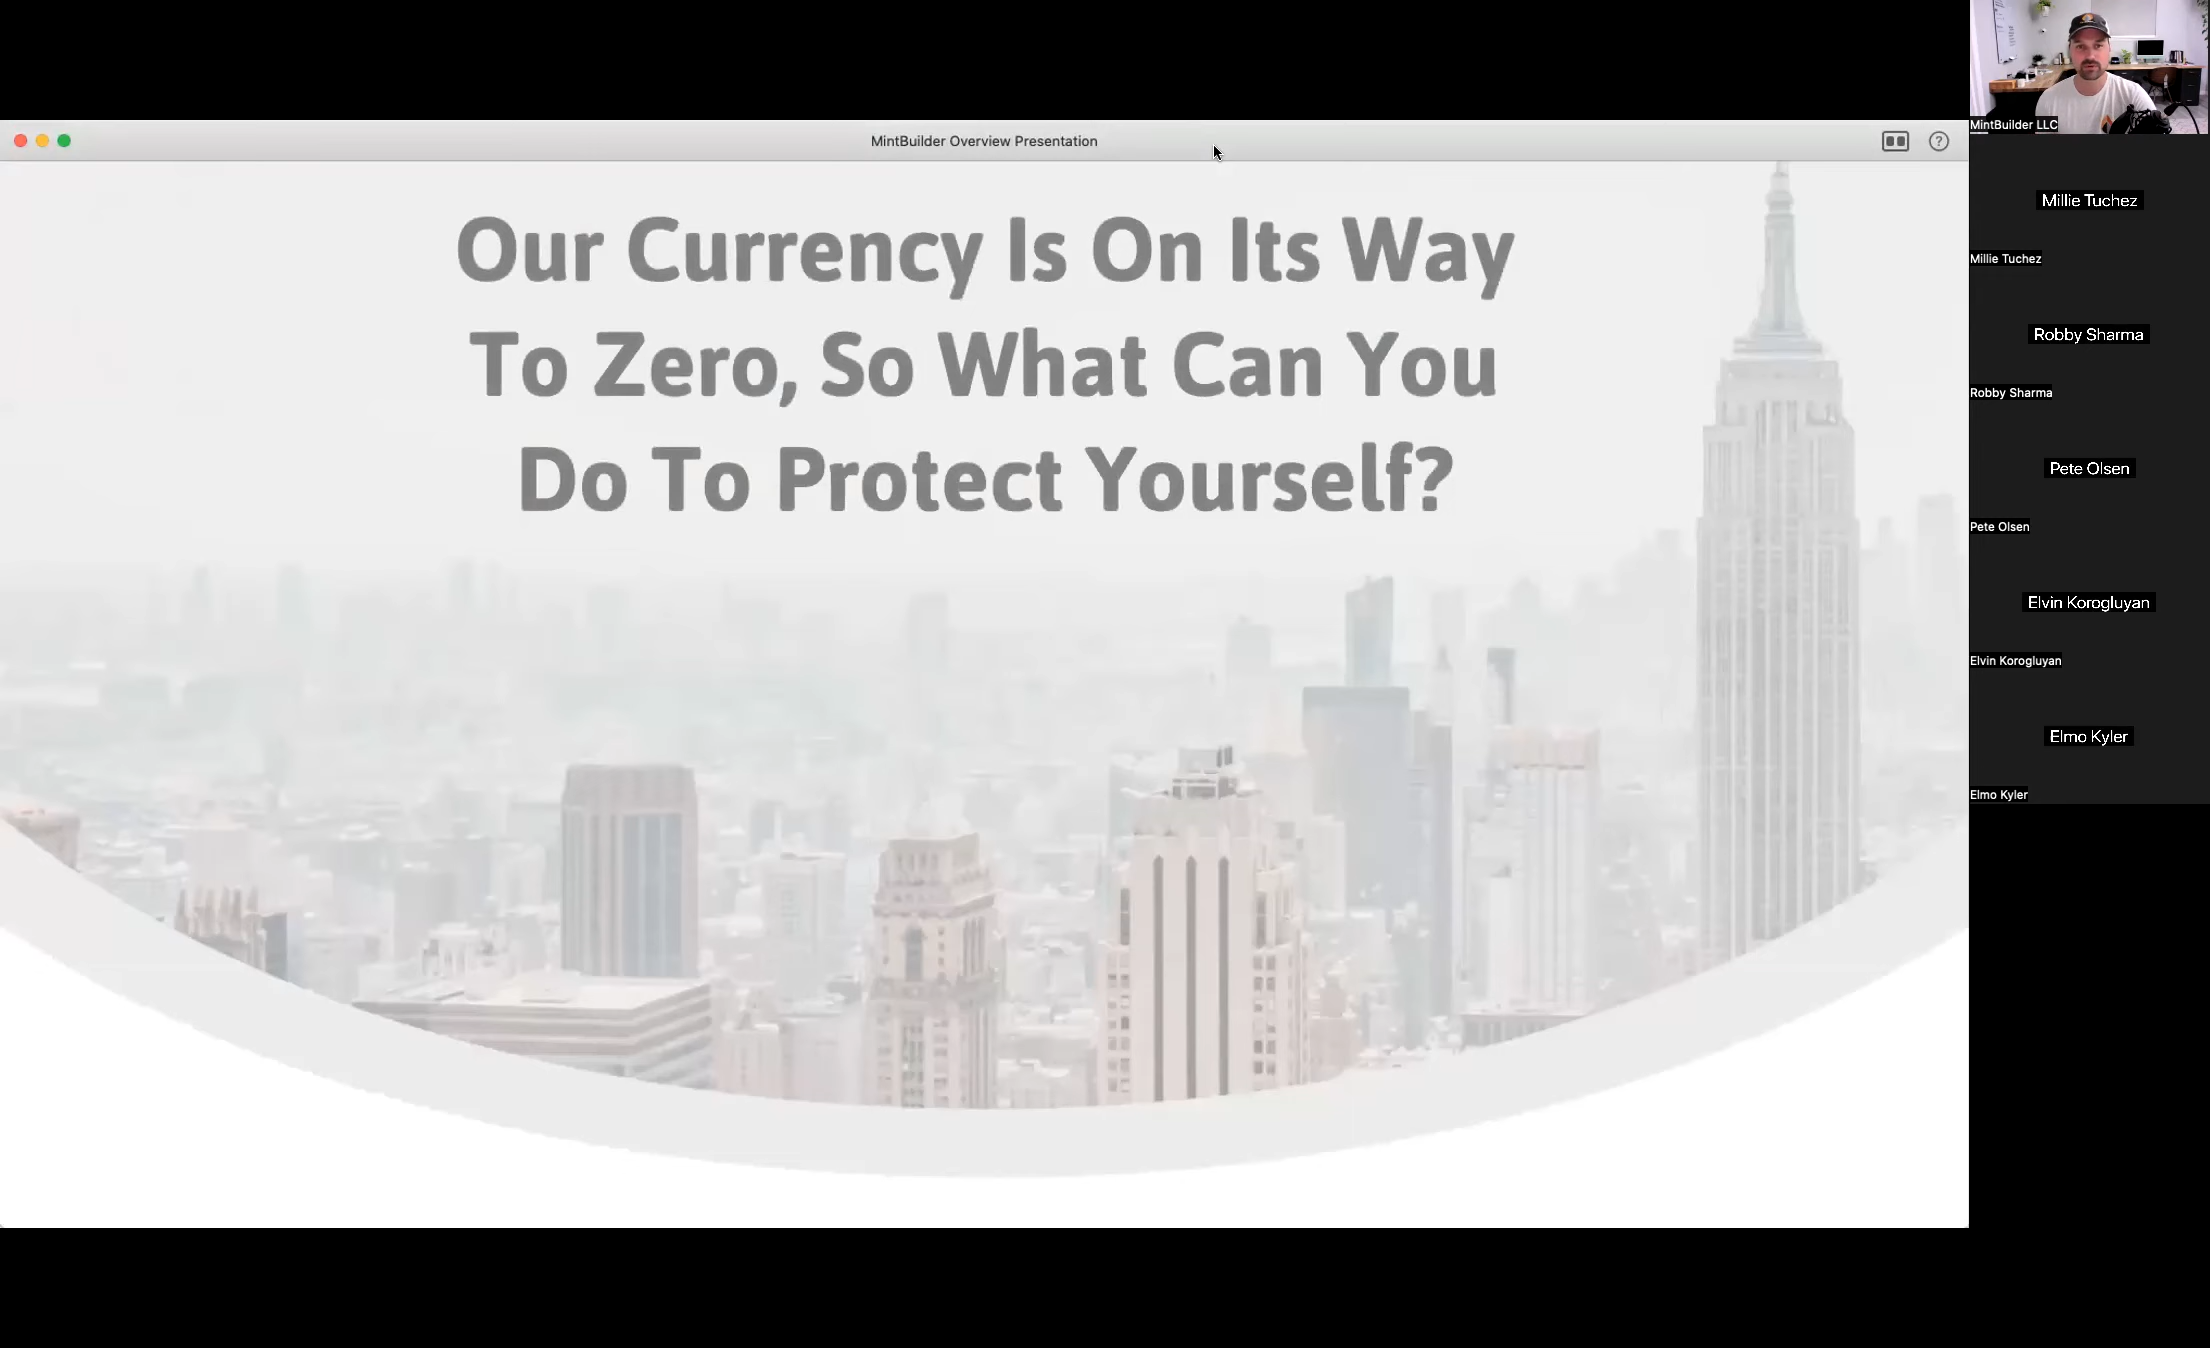 MintBuilder Overview Presentation
?
Our Currency Is On Its Way
To Zero, So What Can You
Do To Protect Yourself?
MintBuilder LLC
Millie Tuchez
Millie Tuchez
Robby Sharma
Robby Sharma
Pete Olsen
Pete Olsen
Elvin Korogluyan
Elvin Korogluyan
Elmo Kyler
Elmo Kyler